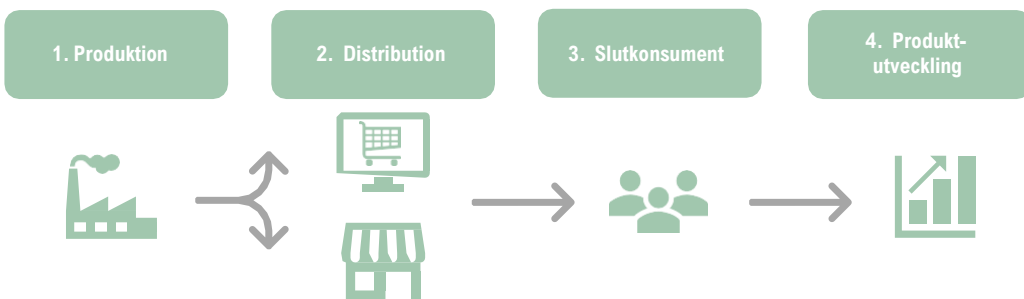 1. Produktion
2. Distribution
3. Slutkonsument
4. Produkt-
utveckling